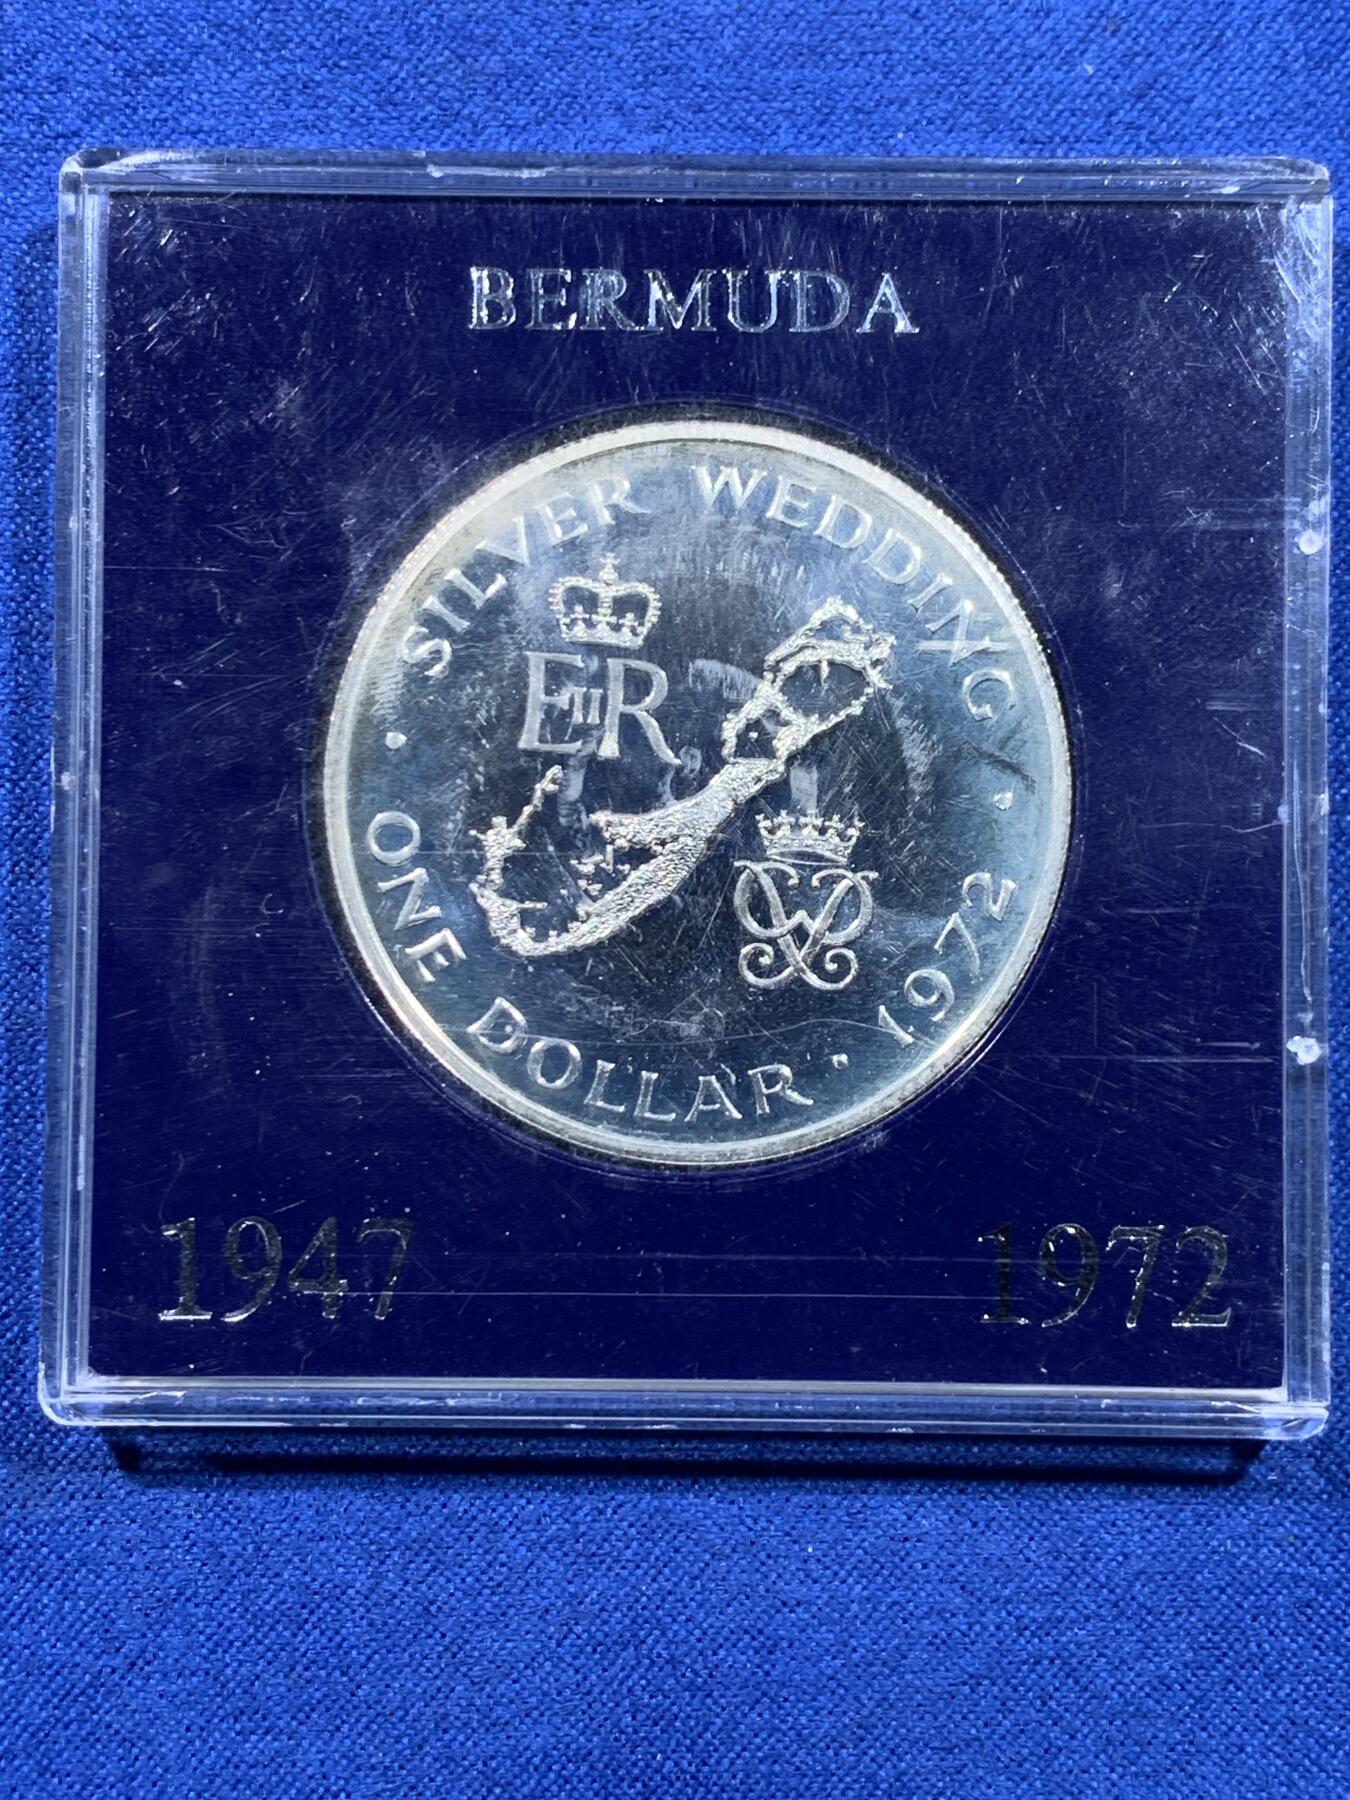 BERMUDA
· SILVER WEDDING ·
EIIR
ONE DOLLAR · 1972
1947 1972